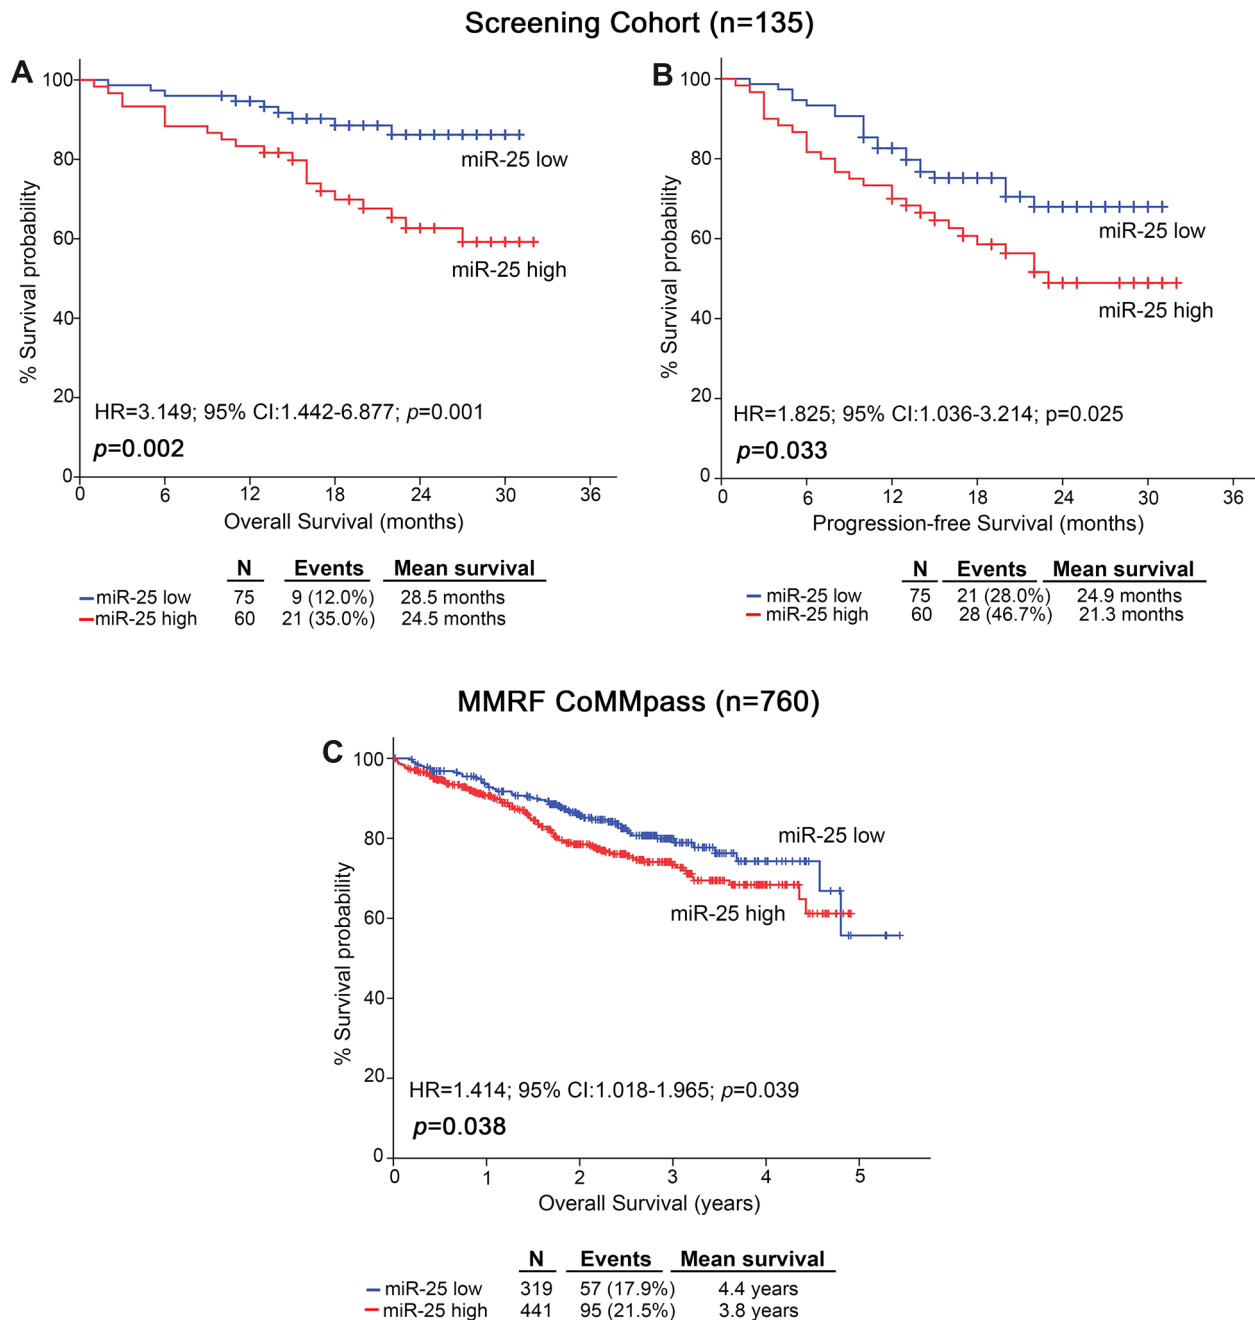 Screening Cohort (n=135)
A
% Survival probability
100
80
60
40
20
0
miR-25 low
miR-25 high
HR=3.149; 95% CI:1.442-6.877; p=0.001
p=0.002
0 6 12 18 24 30 36
Overall Survival (months)
N Events Mean survival
miR-25 low 75 9 (12.0%) 28.5 months
miR-25 high 60 21 (35.0%) 24.5 months
B
% Survival probability
100
80
60
40
20
0
miR-25 low
miR-25 high
HR=1.825; 95% CI:1.036-3.214; p=0.025
p=0.033
0 6 12 18 24 30 36
Progression-free Survival (months)
N Events Mean survival
miR-25 low 75 21 (28.0%) 24.9 months
miR-25 high 60 28 (46.7%) 21.3 months
MMRF CoMMpass (n=760)
C
% Survival probability
100
80
60
40
20
0
miR-25 low
miR-25 high
HR=1.414; 95% CI:1.018-1.965; p=0.039
p=0.038
0 1 2 3 4 5
Overall Survival (years)
N Events Mean survival
miR-25 low 319 57 (17.9%) 4.4 years
miR-25 high 441 95 (21.5%) 3.8 years